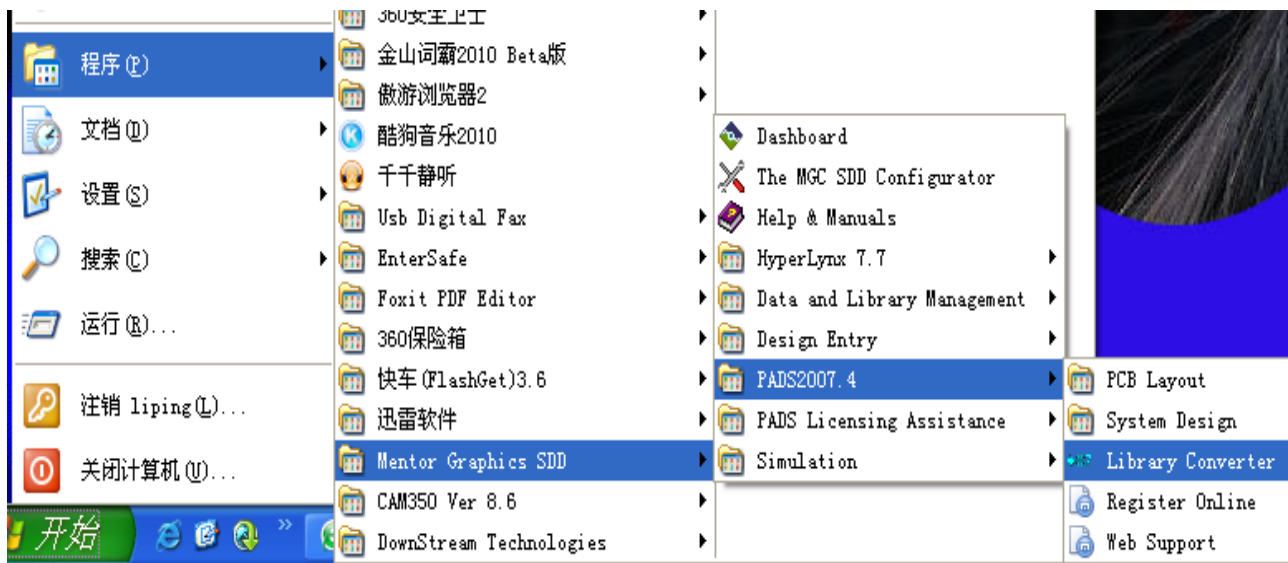 程序(P)
文档(D)
设置(S)
搜索(C)
运行(R)...
注销 liping(L)...
关闭计算机(U)...
开始
360安全卫士
金山词霸2010 Beta版
傲游浏览器2
酷狗音乐2010
千千静听
Usb Digital Fax
EnterSafe
Foxit PDF Editor
360保险箱
快车(FlashGet)3.6
迅雷软件
Mentor Graphics SDD
CAM350 Ver 8.6
DownStream Technologies
Dashboard
The MGC SDD Configurator
Help & Manuals
HyperLynx 7.7
Data and Library Management
Design Entry
PADS2007.4
PADS Licensing Assistance
Simulation
PCB Layout
System Design
Library Converter
Register Online
Web Support